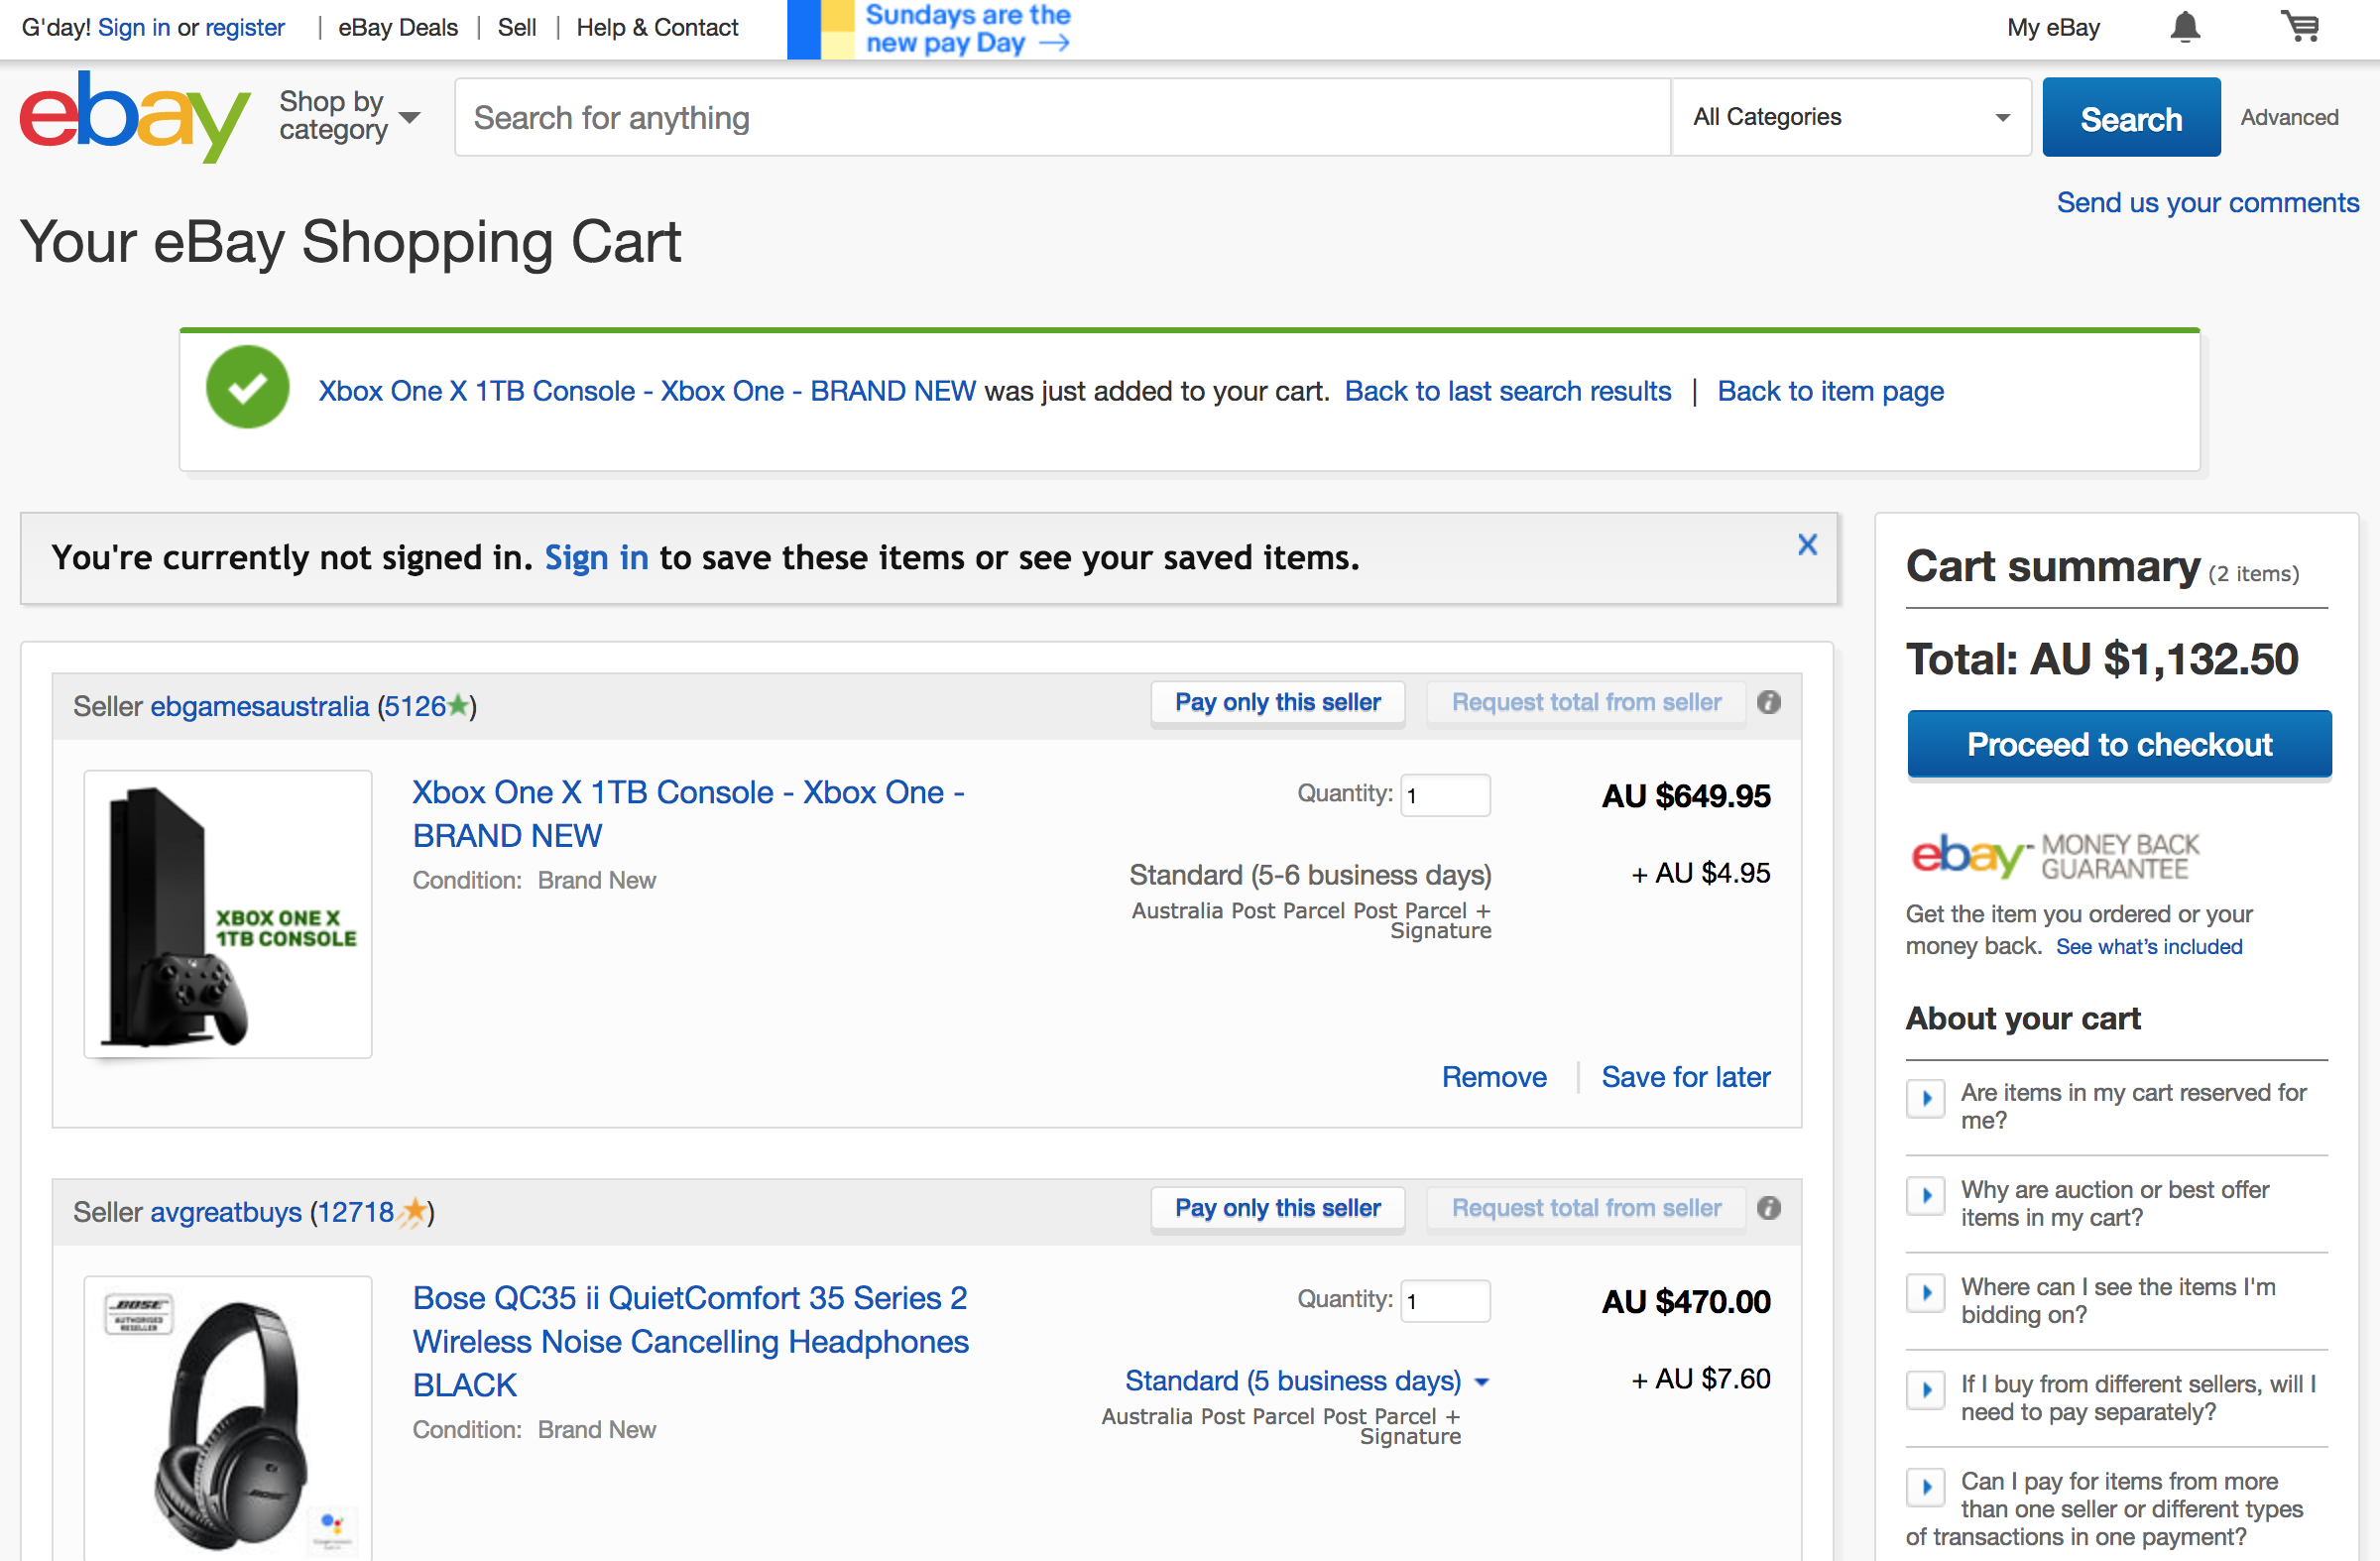 G'day! Sign in or register | eBay Deals | Sell | Help & Contact
Sundays are the
new pay Day →
My eBay
ebay
Shop by
category
Search for anything
All Categories
Search
Advanced
Send us your comments
Your eBay Shopping Cart
Xbox One X 1TB Console - Xbox One - BRAND NEW was just added to your cart. Back to last search results | Back to item page
You're currently not signed in. Sign in to save these items or see your saved items.
Seller ebgamesaustralia (5126)
Pay only this seller
Request total from seller
XBOX ONE X
1TB CONSOLE
Xbox One X 1TB Console - Xbox One -
BRAND NEW
Condition: Brand New
Quantity: 1
AU $649.95
Standard (5-6 business days)
+ AU $4.95
Australia Post Parcel Post Parcel +
Signature
Remove | Save for later
Seller avgreatbuys (12718)
Pay only this seller
Request total from seller
BOSE
AUTHORISED
RESELLER
Bose QC35 ii QuietComfort 35 Series 2
Wireless Noise Cancelling Headphones
BLACK
Condition: Brand New
Quantity: 1
AU $470.00
Standard (5 business days)
+ AU $7.60
Australia Post Parcel Post Parcel +
Signature
Cart summary (2 items)
Total: AU $1,132.50
Proceed to checkout
ebay™ MONEY BACK
GUARANTEE
Get the item you ordered or your
money back. See what's included
About your cart
Are items in my cart reserved for
me?
Why are auction or best offer
items in my cart?
Where can I see the items I'm
bidding on?
If I buy from different sellers, will I
need to pay separately?
Can I pay for items from more
than one seller or different types
of transactions in one payment?